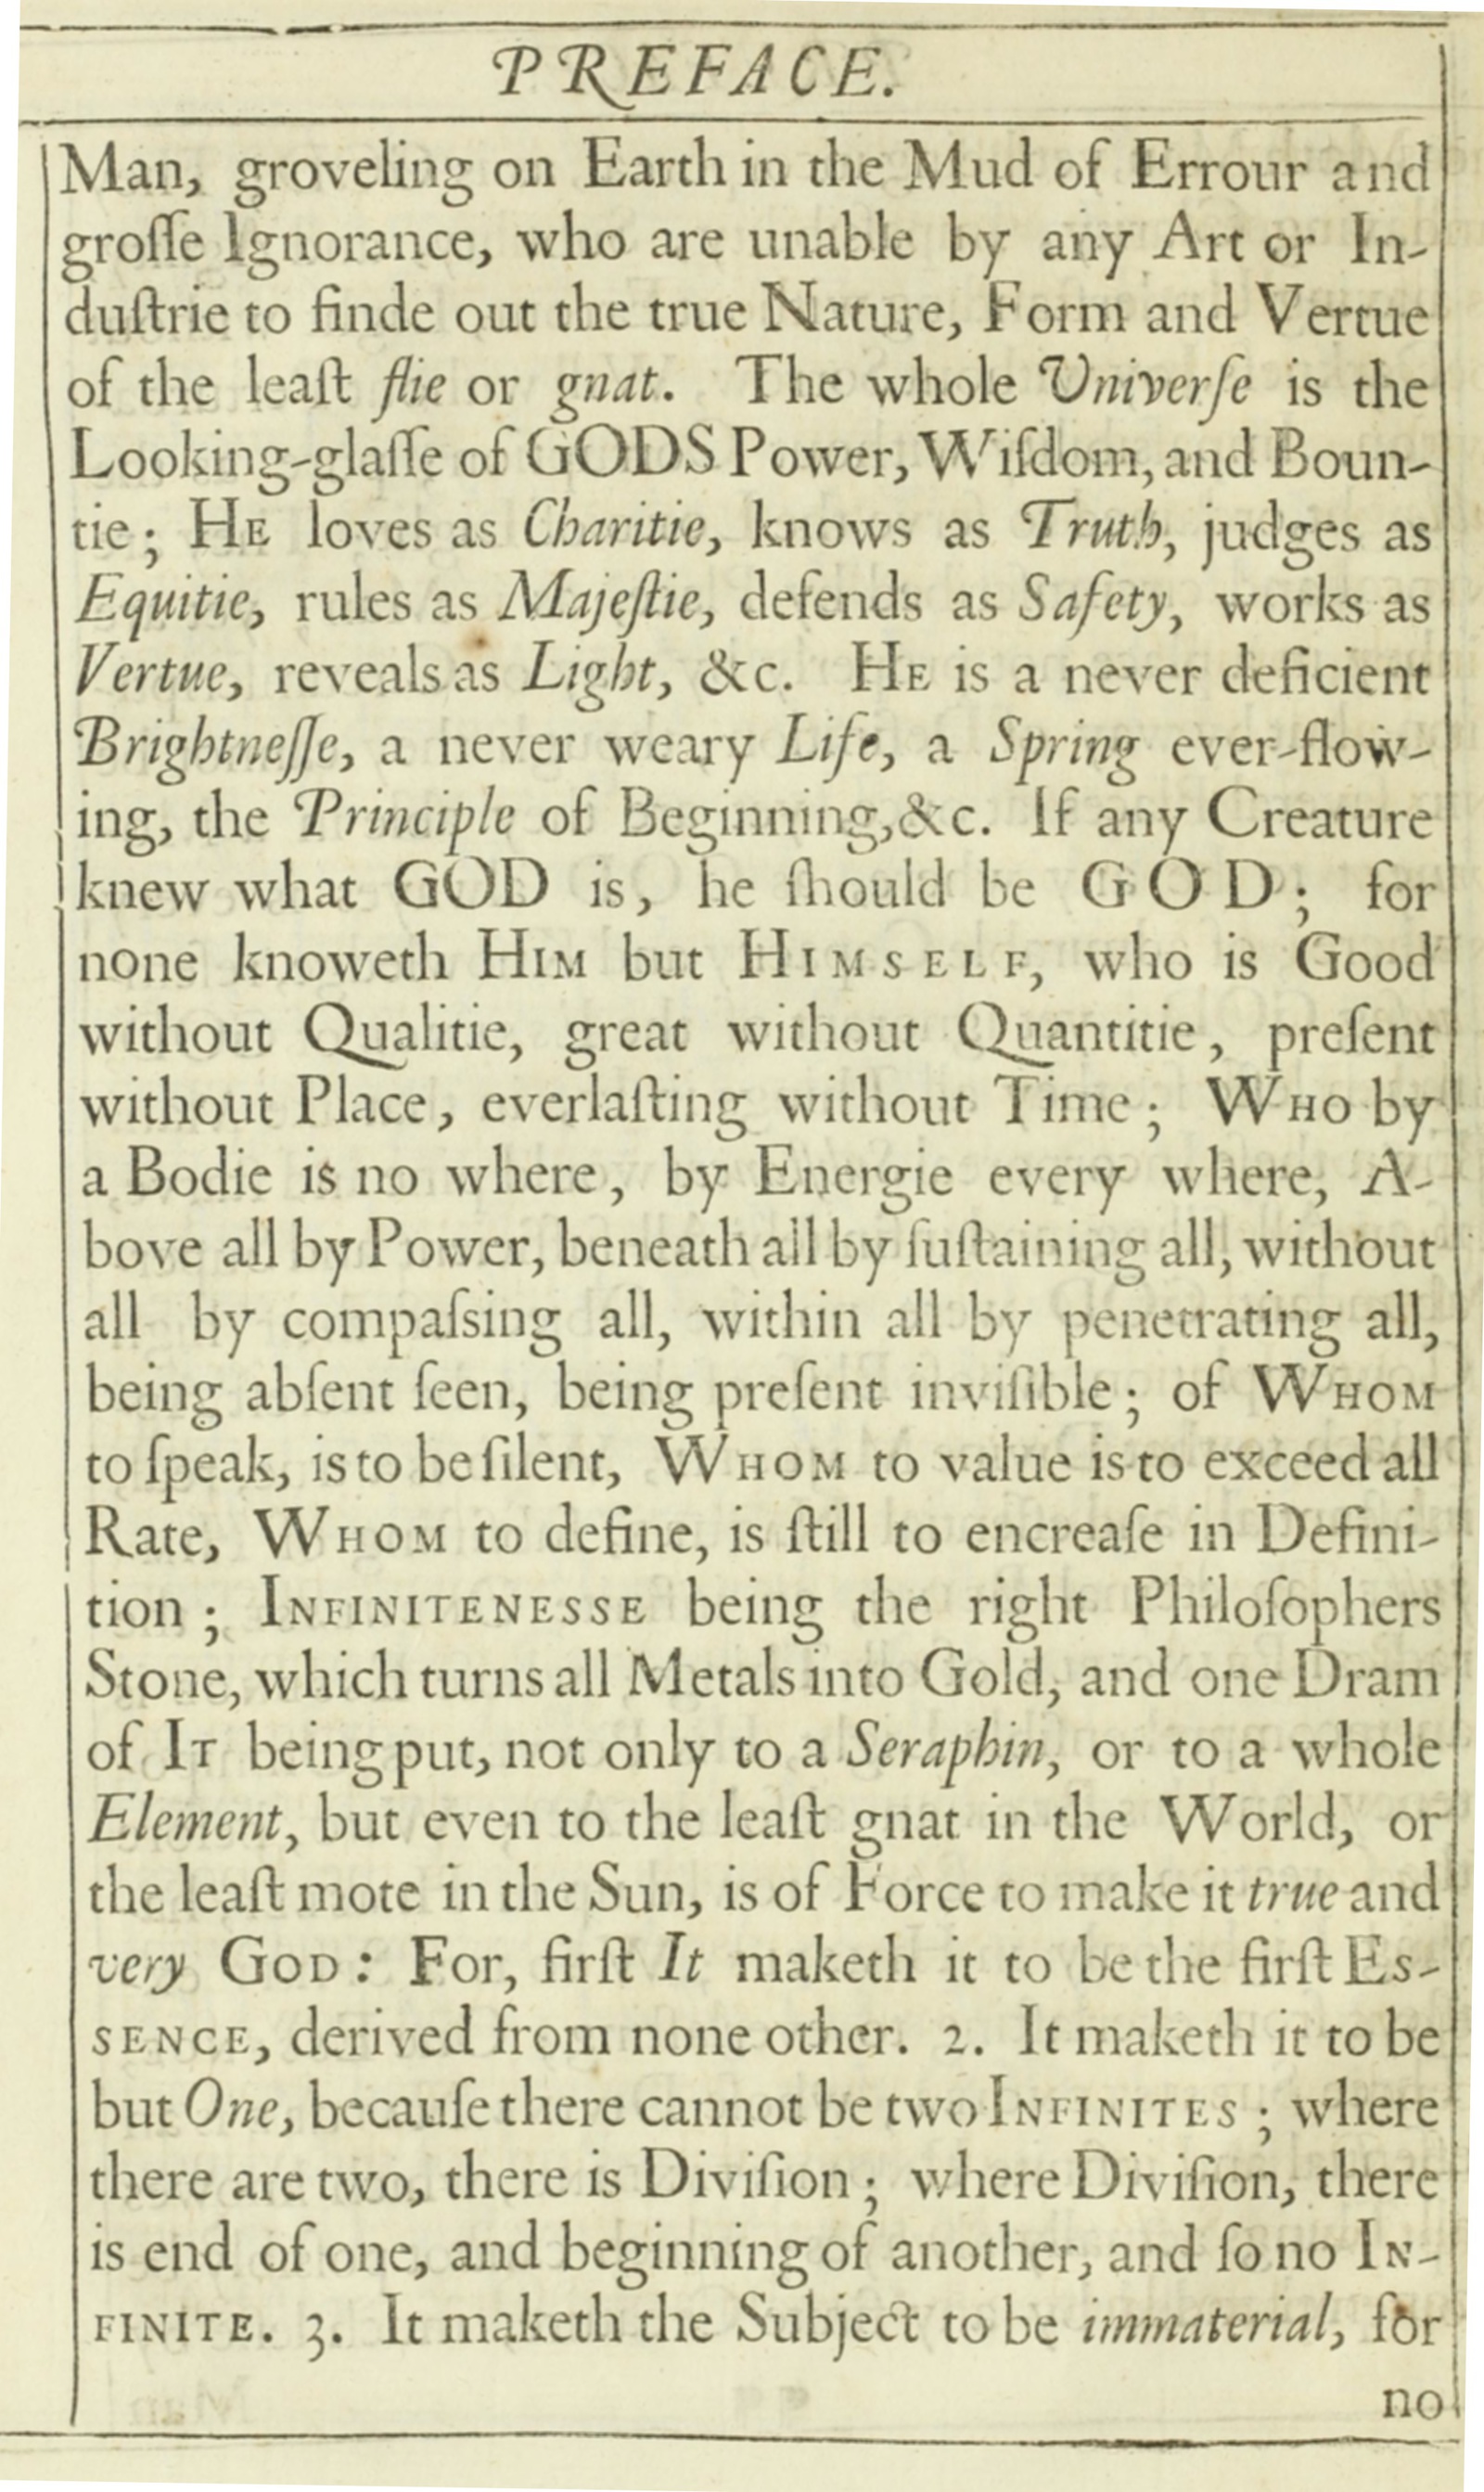 PREFACE.
Man, groveling on Earth in the Mud of Errour and
groſſe Ignorance, who are unable by any Art or In-
duſtrie to finde out the true Nature, Form and Vertue
of the leaſt flie or gnat. The whole Univerſe is the
Looking-glaſſe of GODS Power, Wiſdom, and Boun-
tie; HE loves as Charitie, knows as Truth, judges as
Equitie, rules as Majeſtie, defends as Safety, works as
Vertue, reveals as Light, &c. HE is a never deficient
Brightneſſe, a never weary Life, a Spring ever-flow-
ing, the Principle of Beginning, &c. If any Creature
knew what GOD is, he ſhould be GOD; for
none knoweth HIM but HIMSELF, who is Good
without Qualitie, great without Quantitie, preſent
without Place, everlaſting without Time; WHO by
a Bodie is no where, by Energie every where, A-
bove all by Power, beneath all by ſuſtaining all, without
all by compaſsing all, within all by penetrating all,
being abſent ſeen, being preſent inviſible; of WHOM
to ſpeak, is to be ſilent, WHOM to value is to exceed all
Rate, WHOM to define, is ſtill to encreaſe in Defini-
tion; INFINITENESSE being the right Philoſophers
Stone, which turns all Metals into Gold, and one Dram
of IT being put, not only to a Seraphin, or to a whole
Element, but even to the leaſt gnat in the World, or
the leaſt mote in the Sun, is of Force to make it true and
very GOD: For, firſt It maketh it to be the firſt Es-
SENCE, derived from none other. 2. It maketh it to be
but One, becauſe there cannot be two INFINITES; where
there are two, there is Diviſion; where Diviſion, there
is end of one, and beginning of another, and ſo no IN-
FINITE. 3. It maketh the Subject to be immaterial, for
no